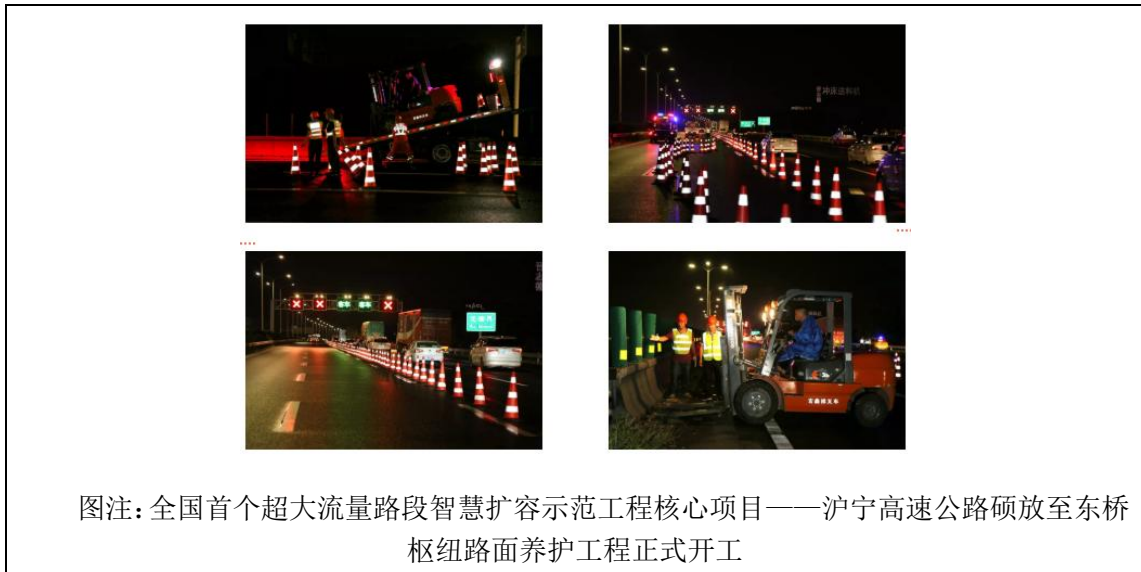 图注：全国首个超大流量路段智慧扩容示范工程核心项目——沪宁高速公路硕放至东桥
枢纽路面养护工程正式开工